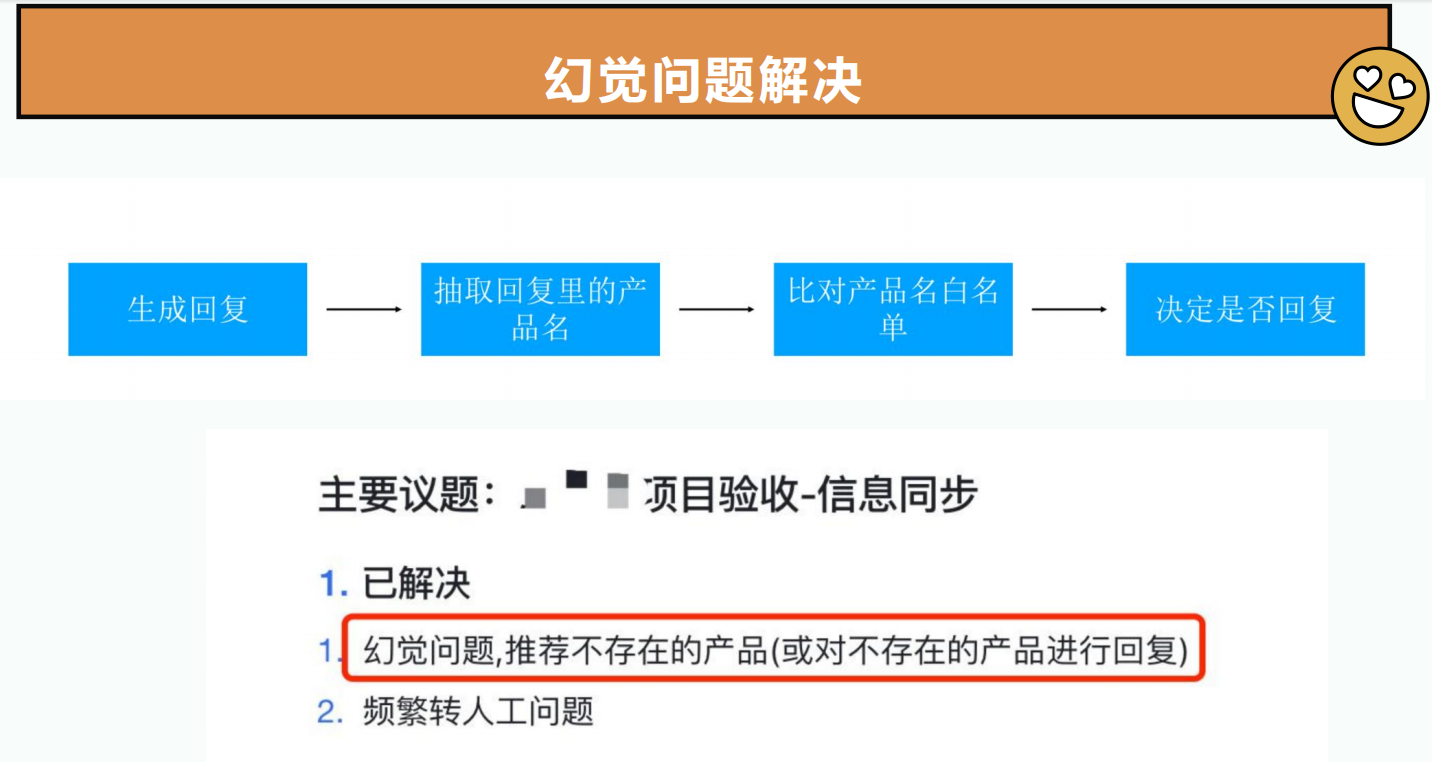 幻觉问题解决
生成回复
抽取回复里的产
品名
比对产品名白名
单
决定是否回复
主要议题：项目验收-信息同步
1. 已解决
1. 幻觉问题,推荐不存在的产品(或对不存在的产品进行回复)
2. 频繁转人工问题